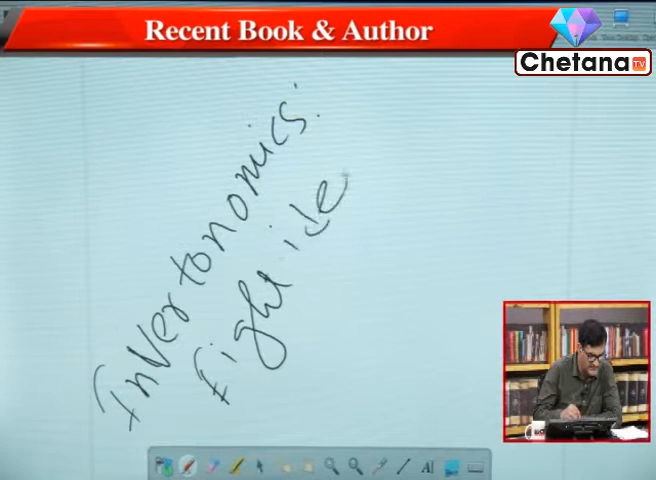 Recent Book & Author
Chetana TV
Invertonomics:
Fight ide